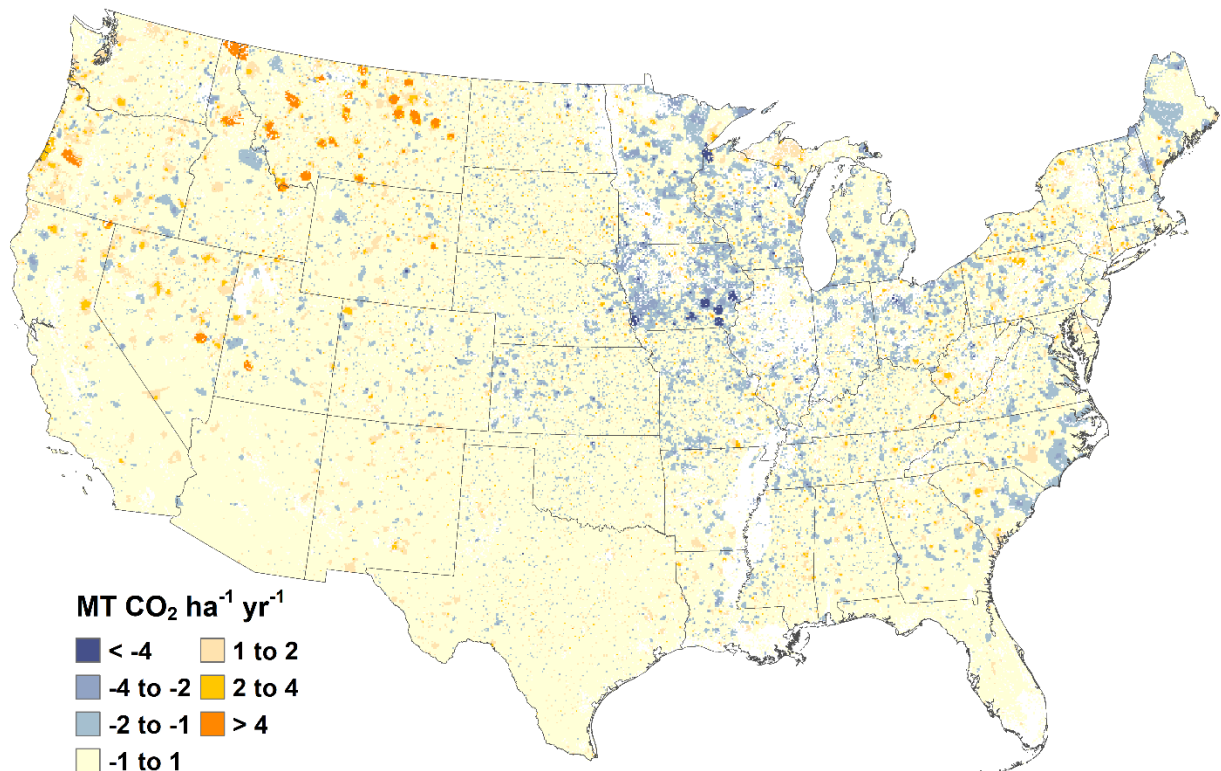 MT CO₂ ha⁻¹ yr⁻¹
< -4
1 to 2
-4 to -2
2 to 4
-2 to -1
> 4
-1 to 1